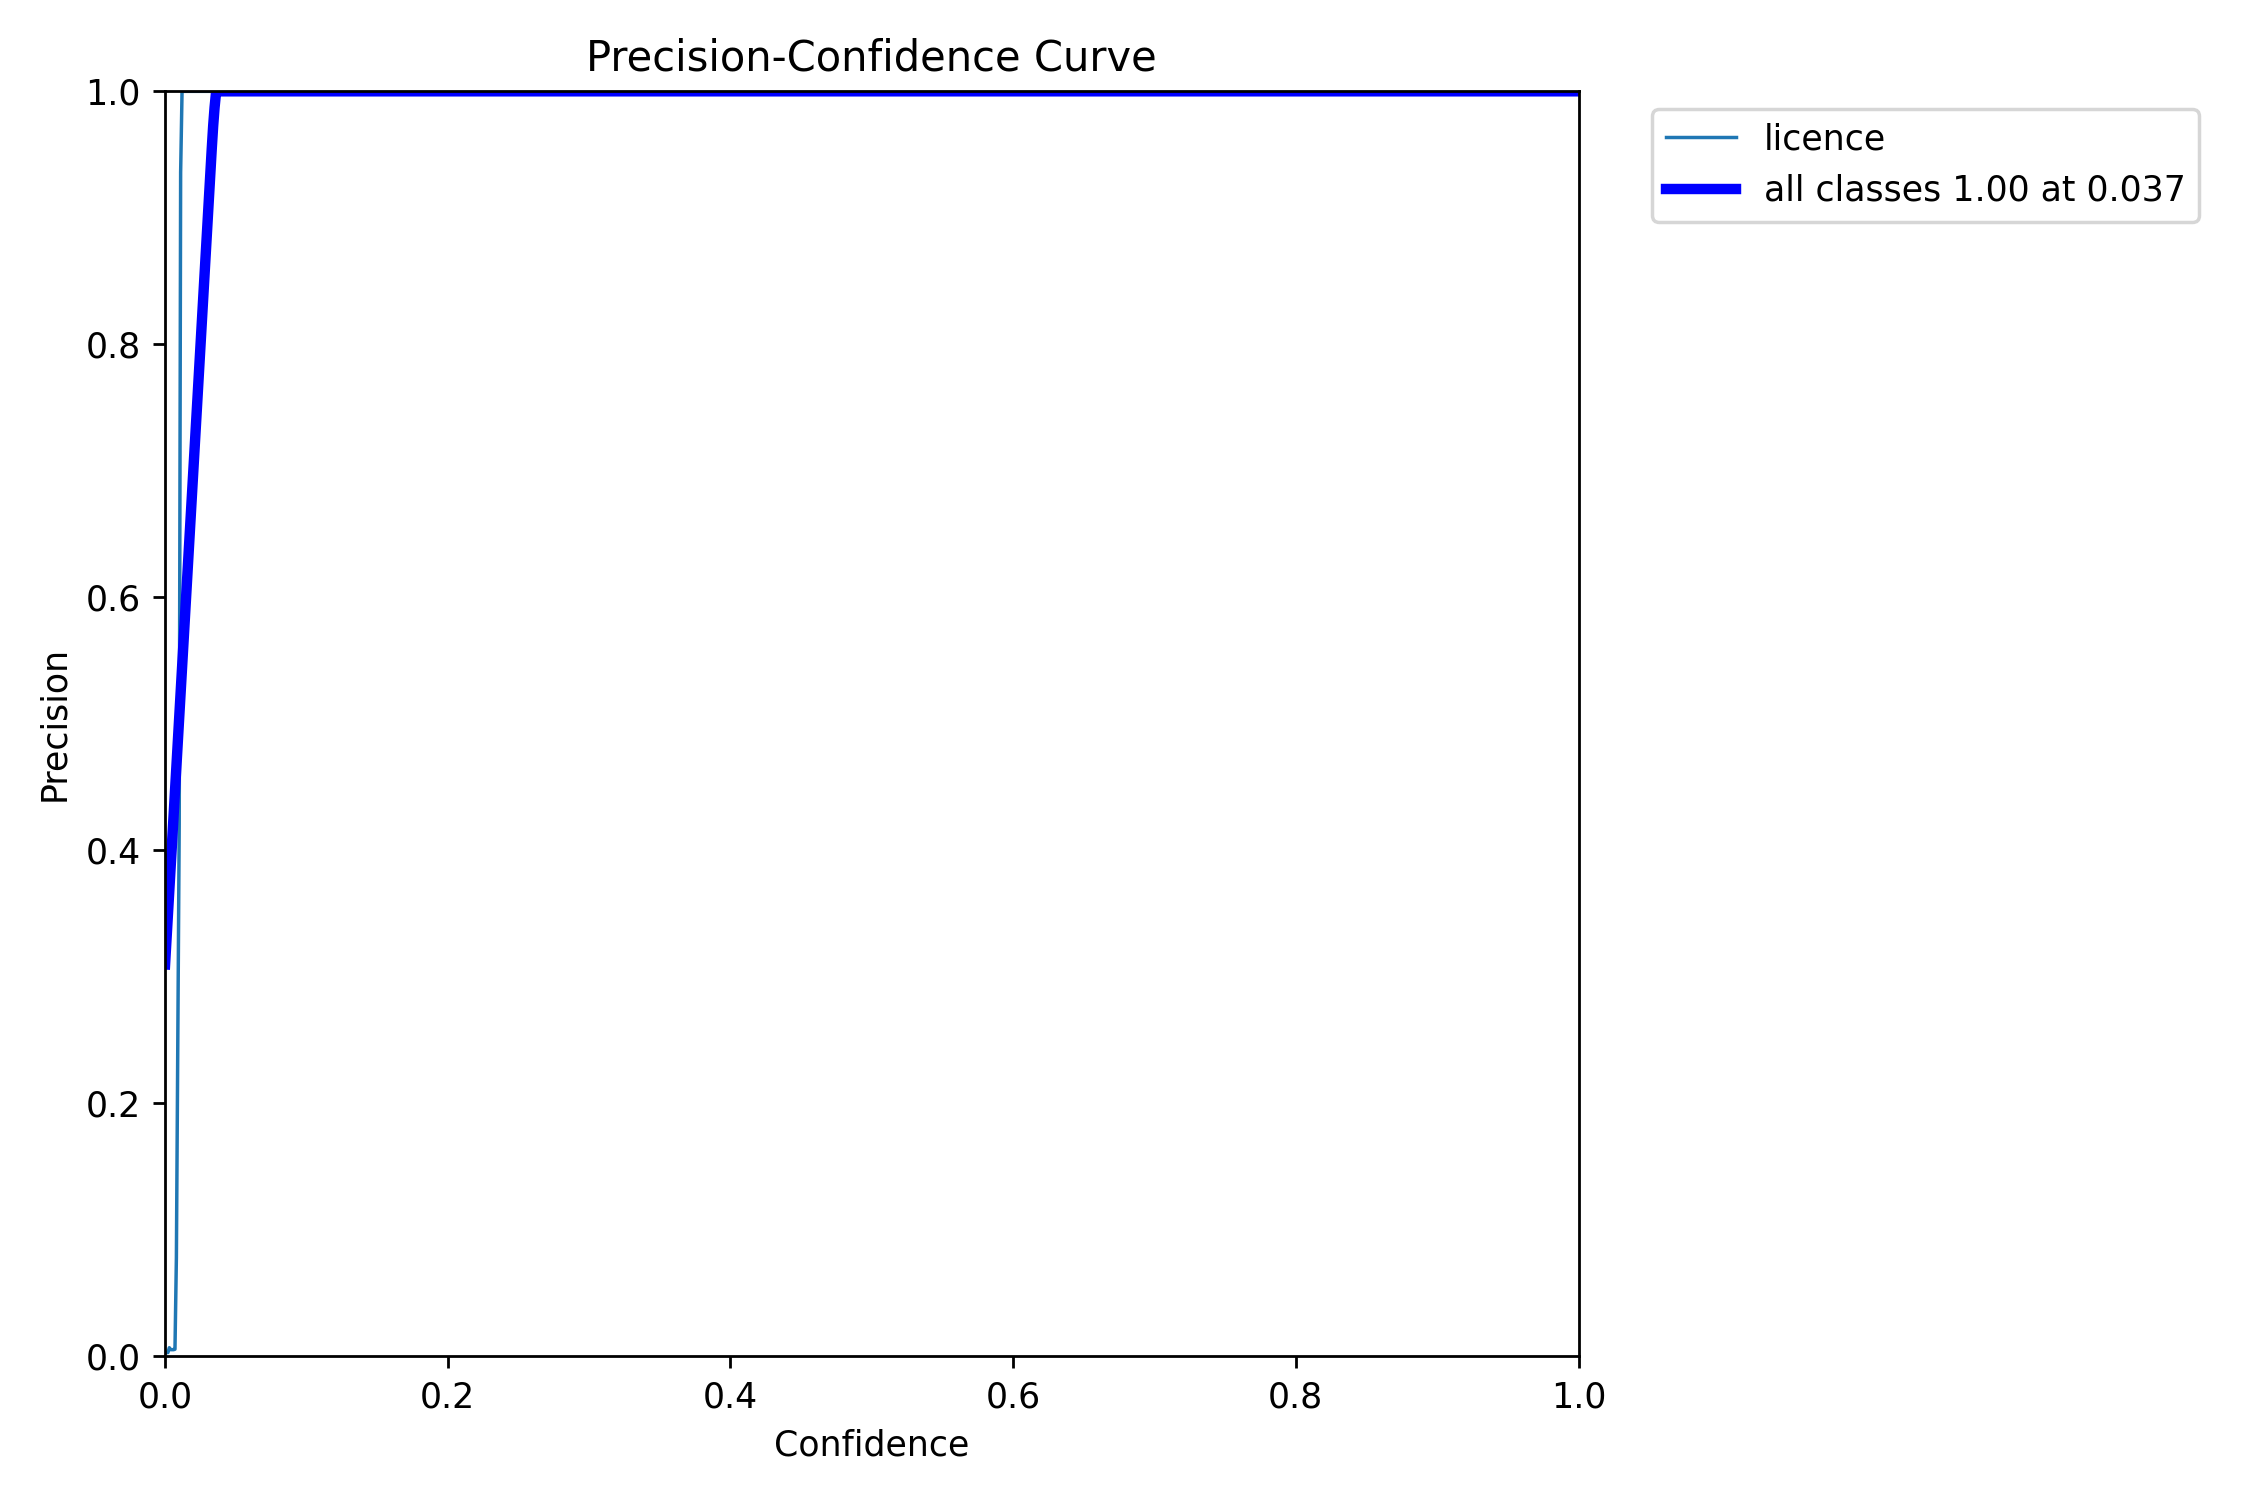 Precision-Confidence Curve
1.0
0.8
0.6
0.4
0.2
0.0
Precision
0.0 0.2 0.4 0.6 0.8 1.0
Confidence
licence
all classes 1.00 at 0.037